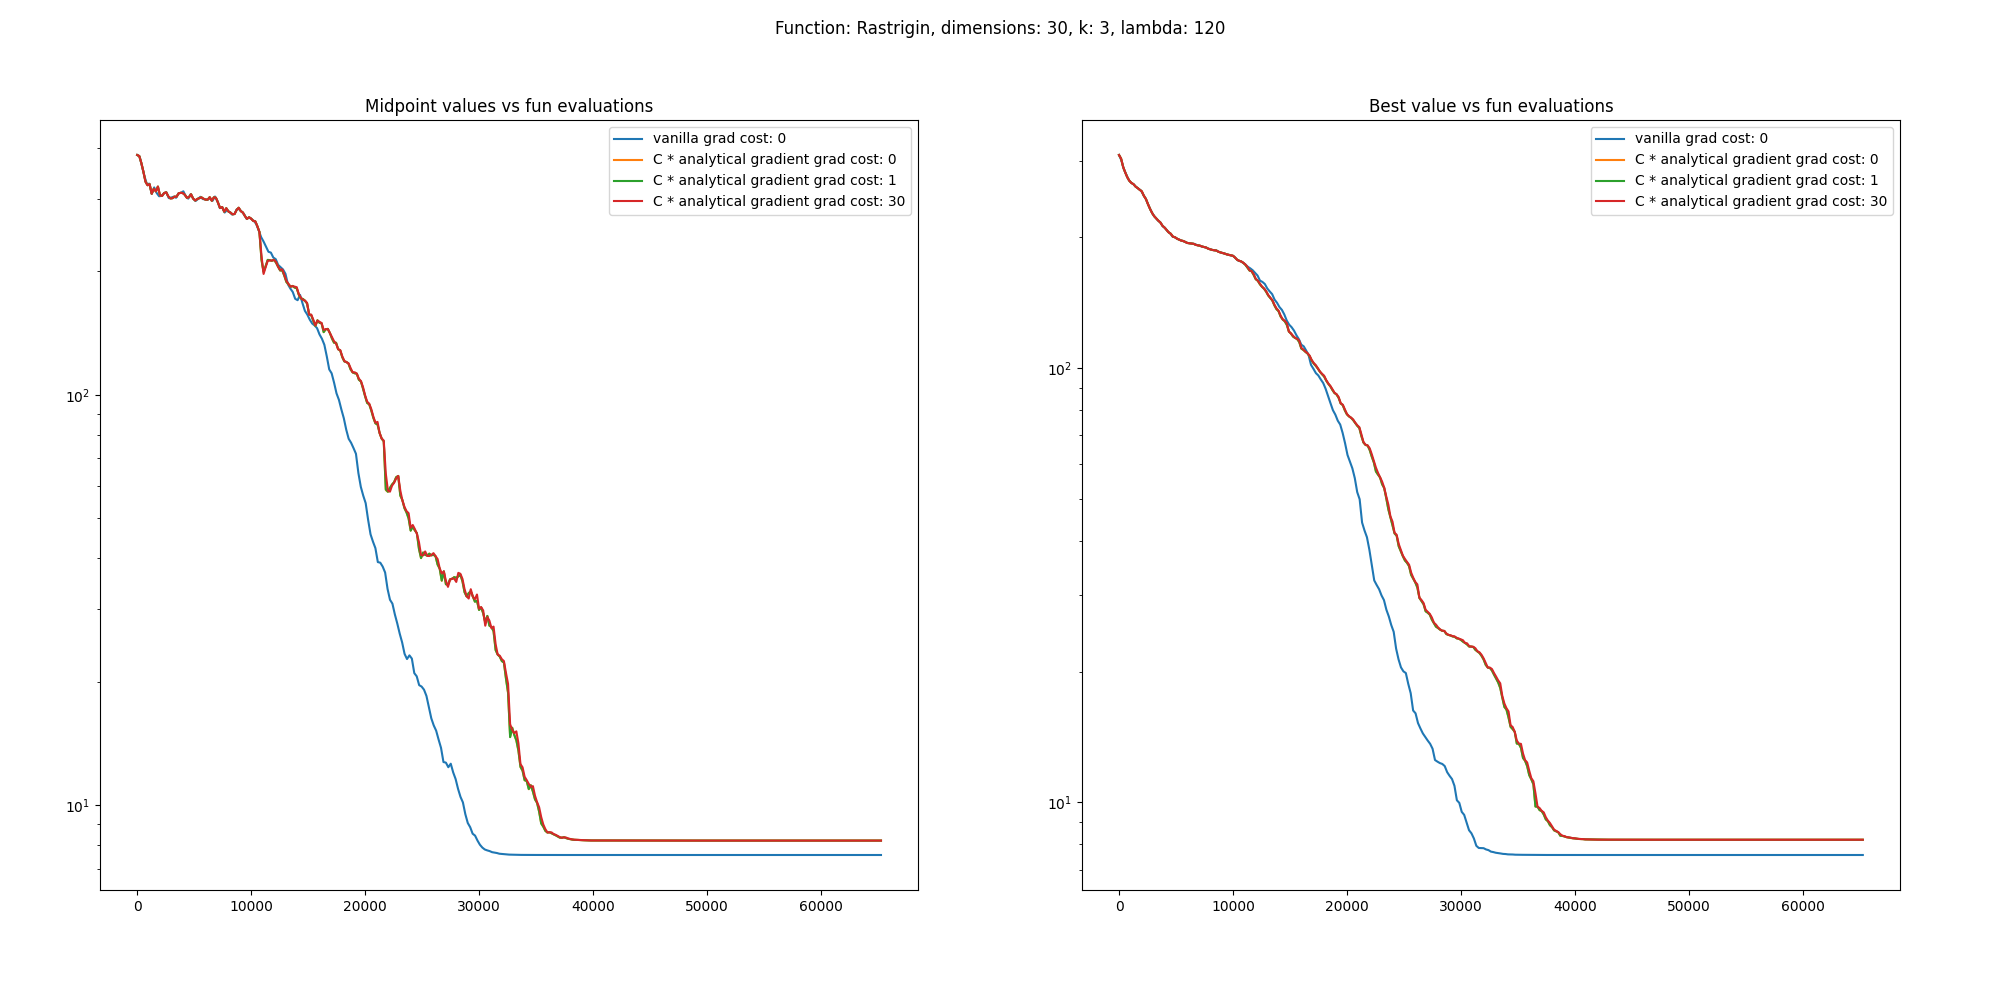 Function: Rastrigin, dimensions: 30, k: 3, lambda: 120
Midpoint values vs fun evaluations
vanilla grad cost: 0
C * analytical gradient grad cost: 0
C * analytical gradient grad cost: 1
C * analytical gradient grad cost: 30
10²
10¹
0 10000 20000 30000 40000 50000 60000
Best value vs fun evaluations
vanilla grad cost: 0
C * analytical gradient grad cost: 0
C * analytical gradient grad cost: 1
C * analytical gradient grad cost: 30
10²
10¹
0 10000 20000 30000 40000 50000 60000